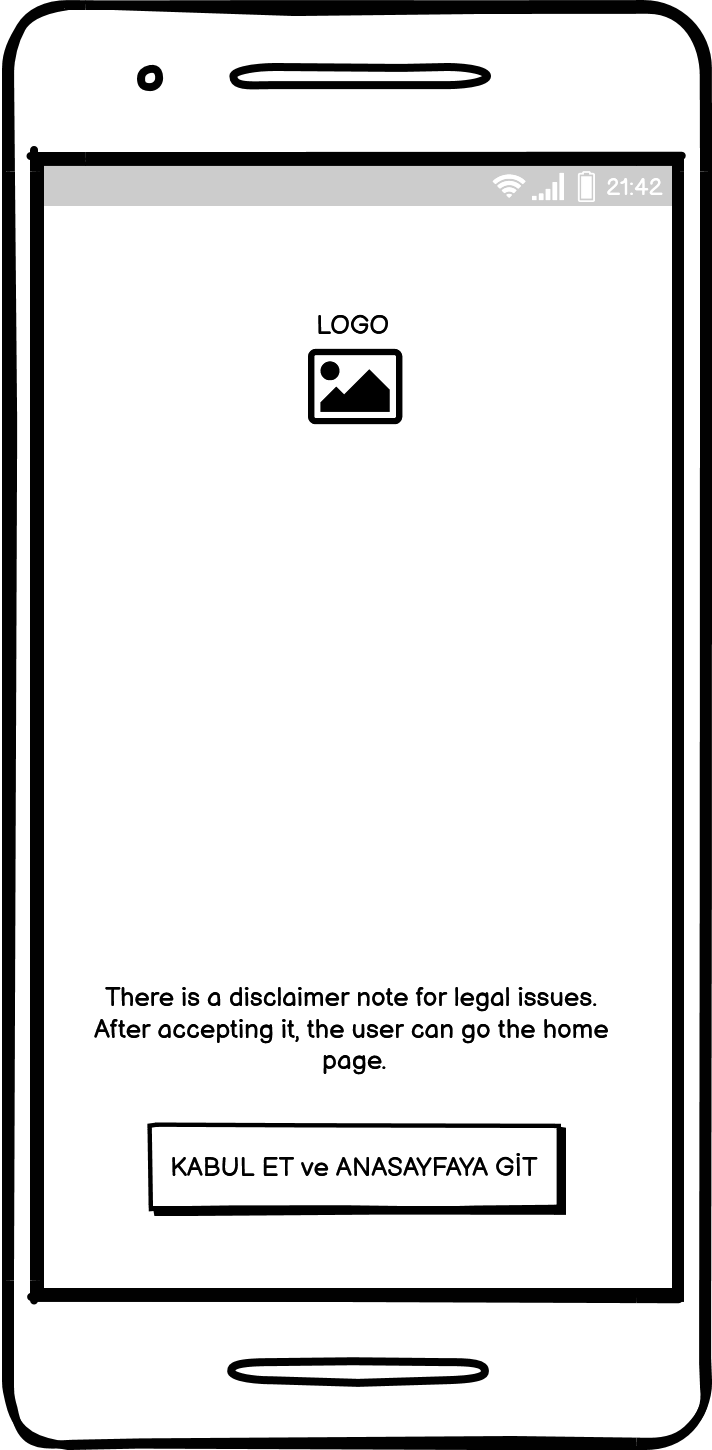 21:42
LOGO
There is a disclaimer note for legal issues.
After accepting it, the user can go the home
page.
KABUL ET ve ANASAYFAYA GİT